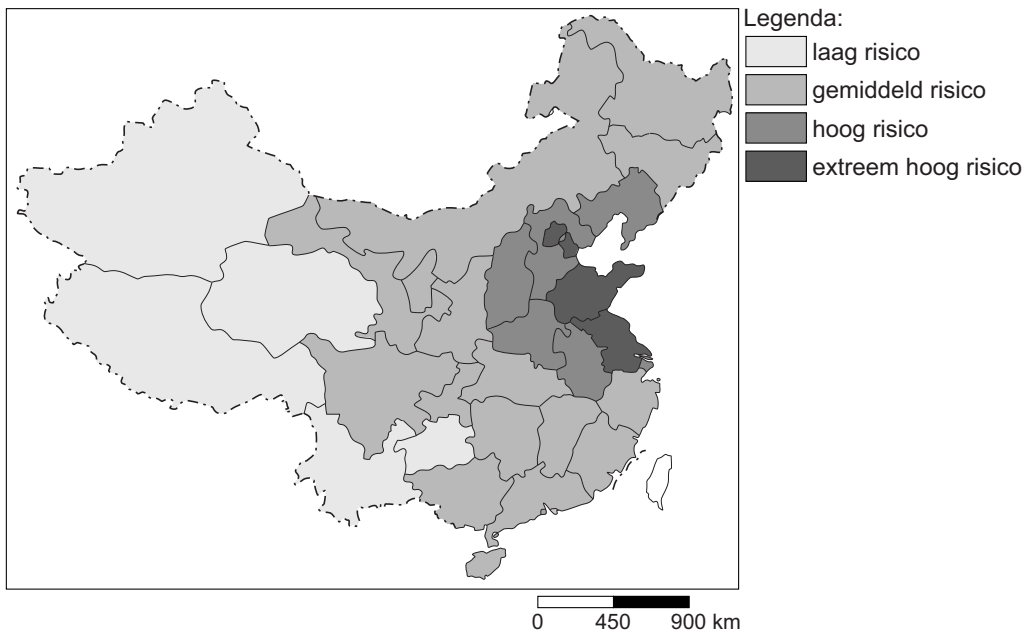 Legenda:
laag risico
gemiddeld risico
hoog risico
extreem hoog risico
0 450 900 km